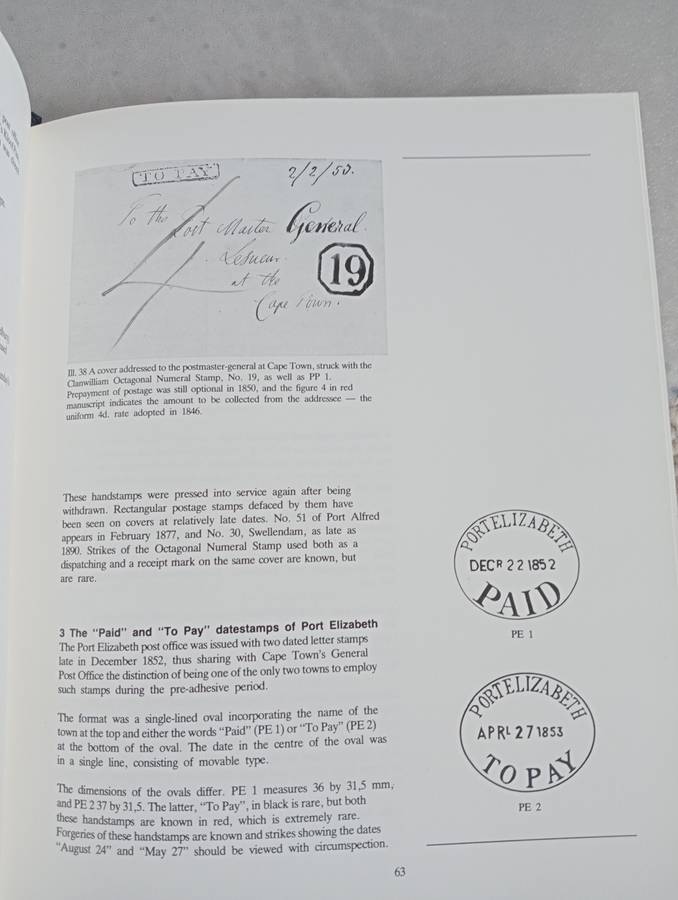 TO PAY
2/2/50.
To the Post Master General
Lesueur
at the
Cape Town.
4
19
Ill. 38 A cover addressed to the postmaster-general at Cape Town, struck with the
Clanwilliam Octagonal Numeral Stamp, No. 19, as well as PP 1.
Prepayment of postage was still optional in 1850, and the figure 4 in red
manuscript indicates the amount to be collected from the addressee — the
uniform 4d. rate adopted in 1846.
These handstamps were pressed into service again after being
withdrawn. Rectangular postage stamps defaced by them have
been seen on covers at relatively late dates. No. 51 of Port Alfred
appears in February 1877, and No. 30, Swellendam, as late as
1890. Strikes of the Octagonal Numeral Stamp used both as a
dispatching and a receipt mark on the same cover are known, but
are rare.
3 The "Paid" and "To Pay" datestamps of Port Elizabeth
The Port Elizabeth post office was issued with two dated letter stamps
late in December 1852, thus sharing with Cape Town's General
Post Office the distinction of being one of the only two towns to employ
such stamps during the pre-adhesive period.
The format was a single-lined oval incorporating the name of the
town at the top and either the words "Paid" (PE 1) or "To Pay" (PE 2)
at the bottom of the oval. The date in the centre of the oval was
in a single line, consisting of movable type.
The dimensions of the ovals differ. PE 1 measures 36 by 31,5 mm,
and PE 2 37 by 31,5. The latter, "To Pay", in black is rare, but both
these handstamps are known in red, which is extremely rare.
Forgeries of these handstamps are known and strikes showing the dates
"August 24" and "May 27" should be viewed with circumspection.
PORT ELIZABETH
DECR 22 1852
PAID
PE 1
PORT ELIZABETH
APRL 27 1853
TO PAY
PE 2
63